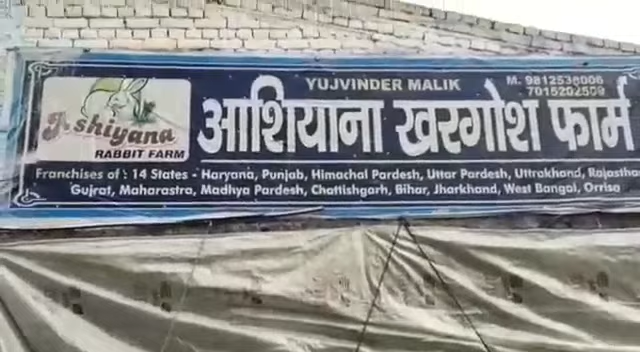 Ashiyana
RABBIT FARM
YUJVINDER MALIK
M. 9812538006
7015202509
आशियाना खरगोश फार्म
Franchises of : 14 States - Haryana, Punjab, Himachal Pardesh, Uttar Pardesh, Uttrakhand, Rajasthan
Gujrat, Maharastra, Madhya Pardesh, Chattishgarh, Bihar, Jharkhand, West Bangal, Orrisa